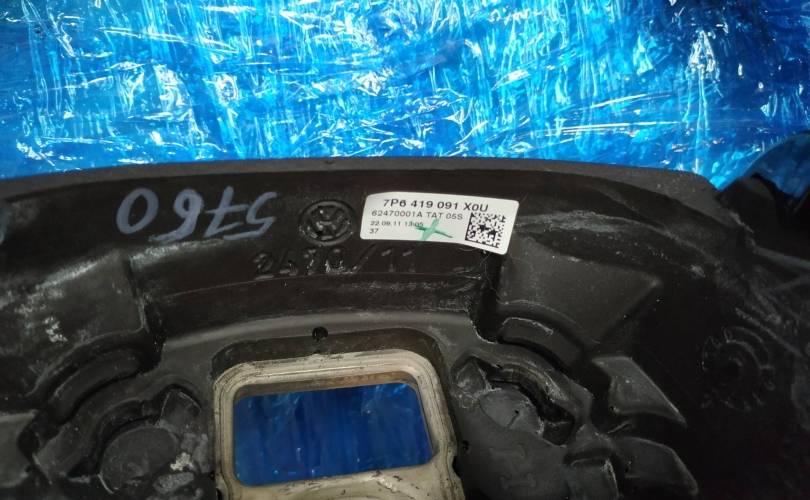 5760
7P6 419 091 X0U
62470001A TAT 05S
22.09.11 13:05
37